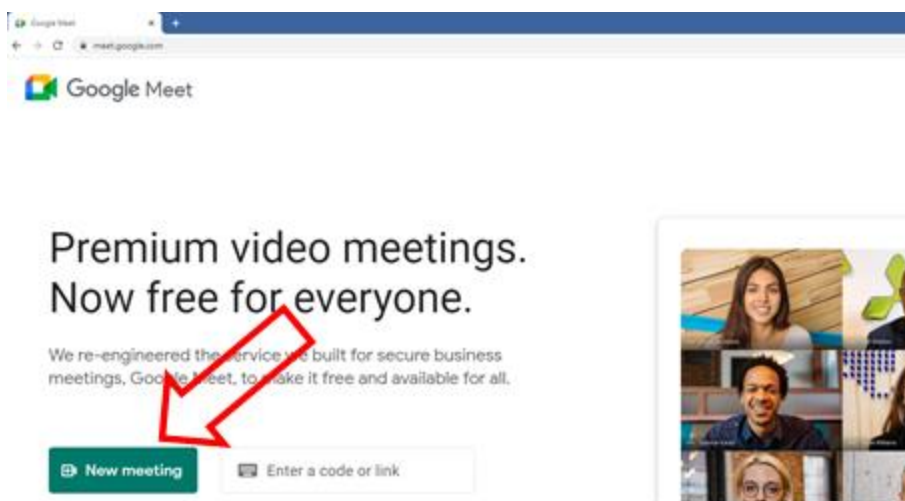 Google Meet
meet.google.com
Google Meet
Premium video meetings.
Now free for everyone.
We re-engineered the service we built for secure business
meetings, Google Meet, to make it free and available for all.
New meeting
Enter a code or link